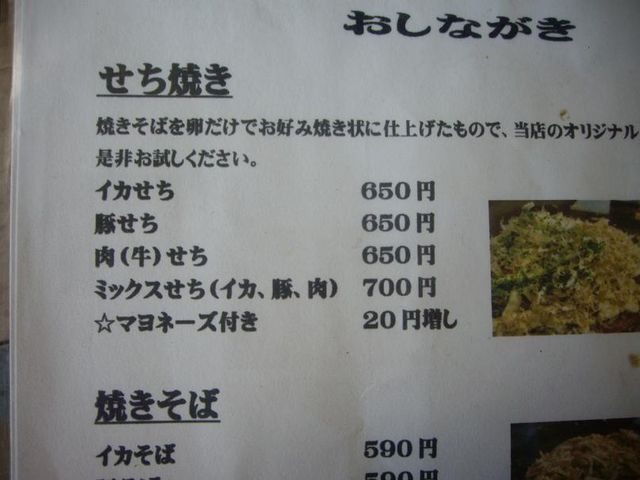 おしながき
せち焼き
焼きそばを卵だけでお好み焼き状に仕上げたもので、当店のオリジナル
是非お試しください。
イカせち 650円
豚せち 650円
肉(牛)せち 650円
ミックスせち(イカ、豚、肉) 700円
☆マヨネーズ付き 20円増し
焼きそば
イカそば 590円
590円